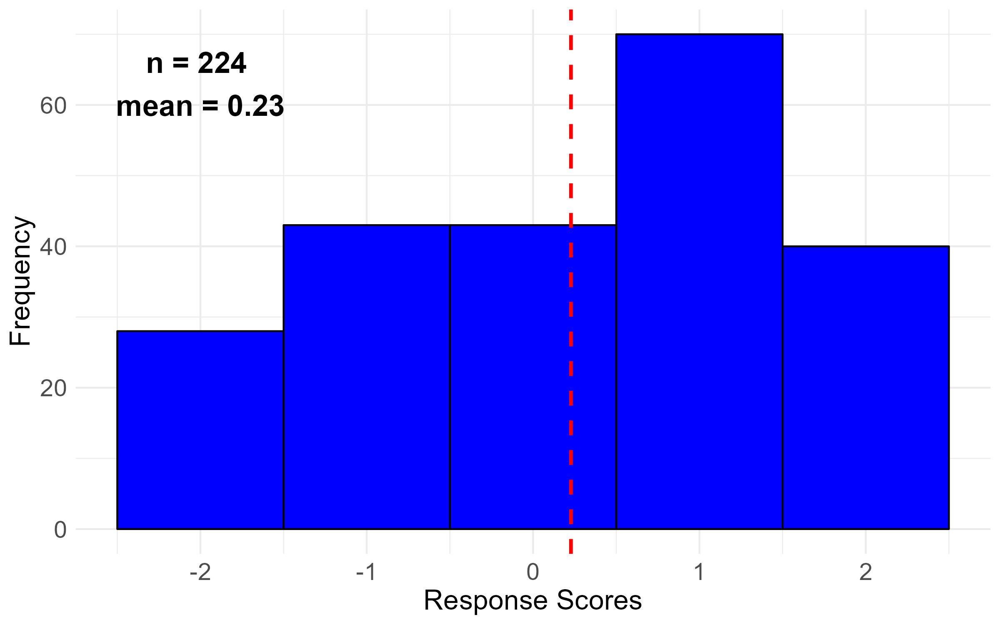 n = 224
mean = 0.23
60
40
20
0
Frequency
-2 -1 0 1 2
Response Scores